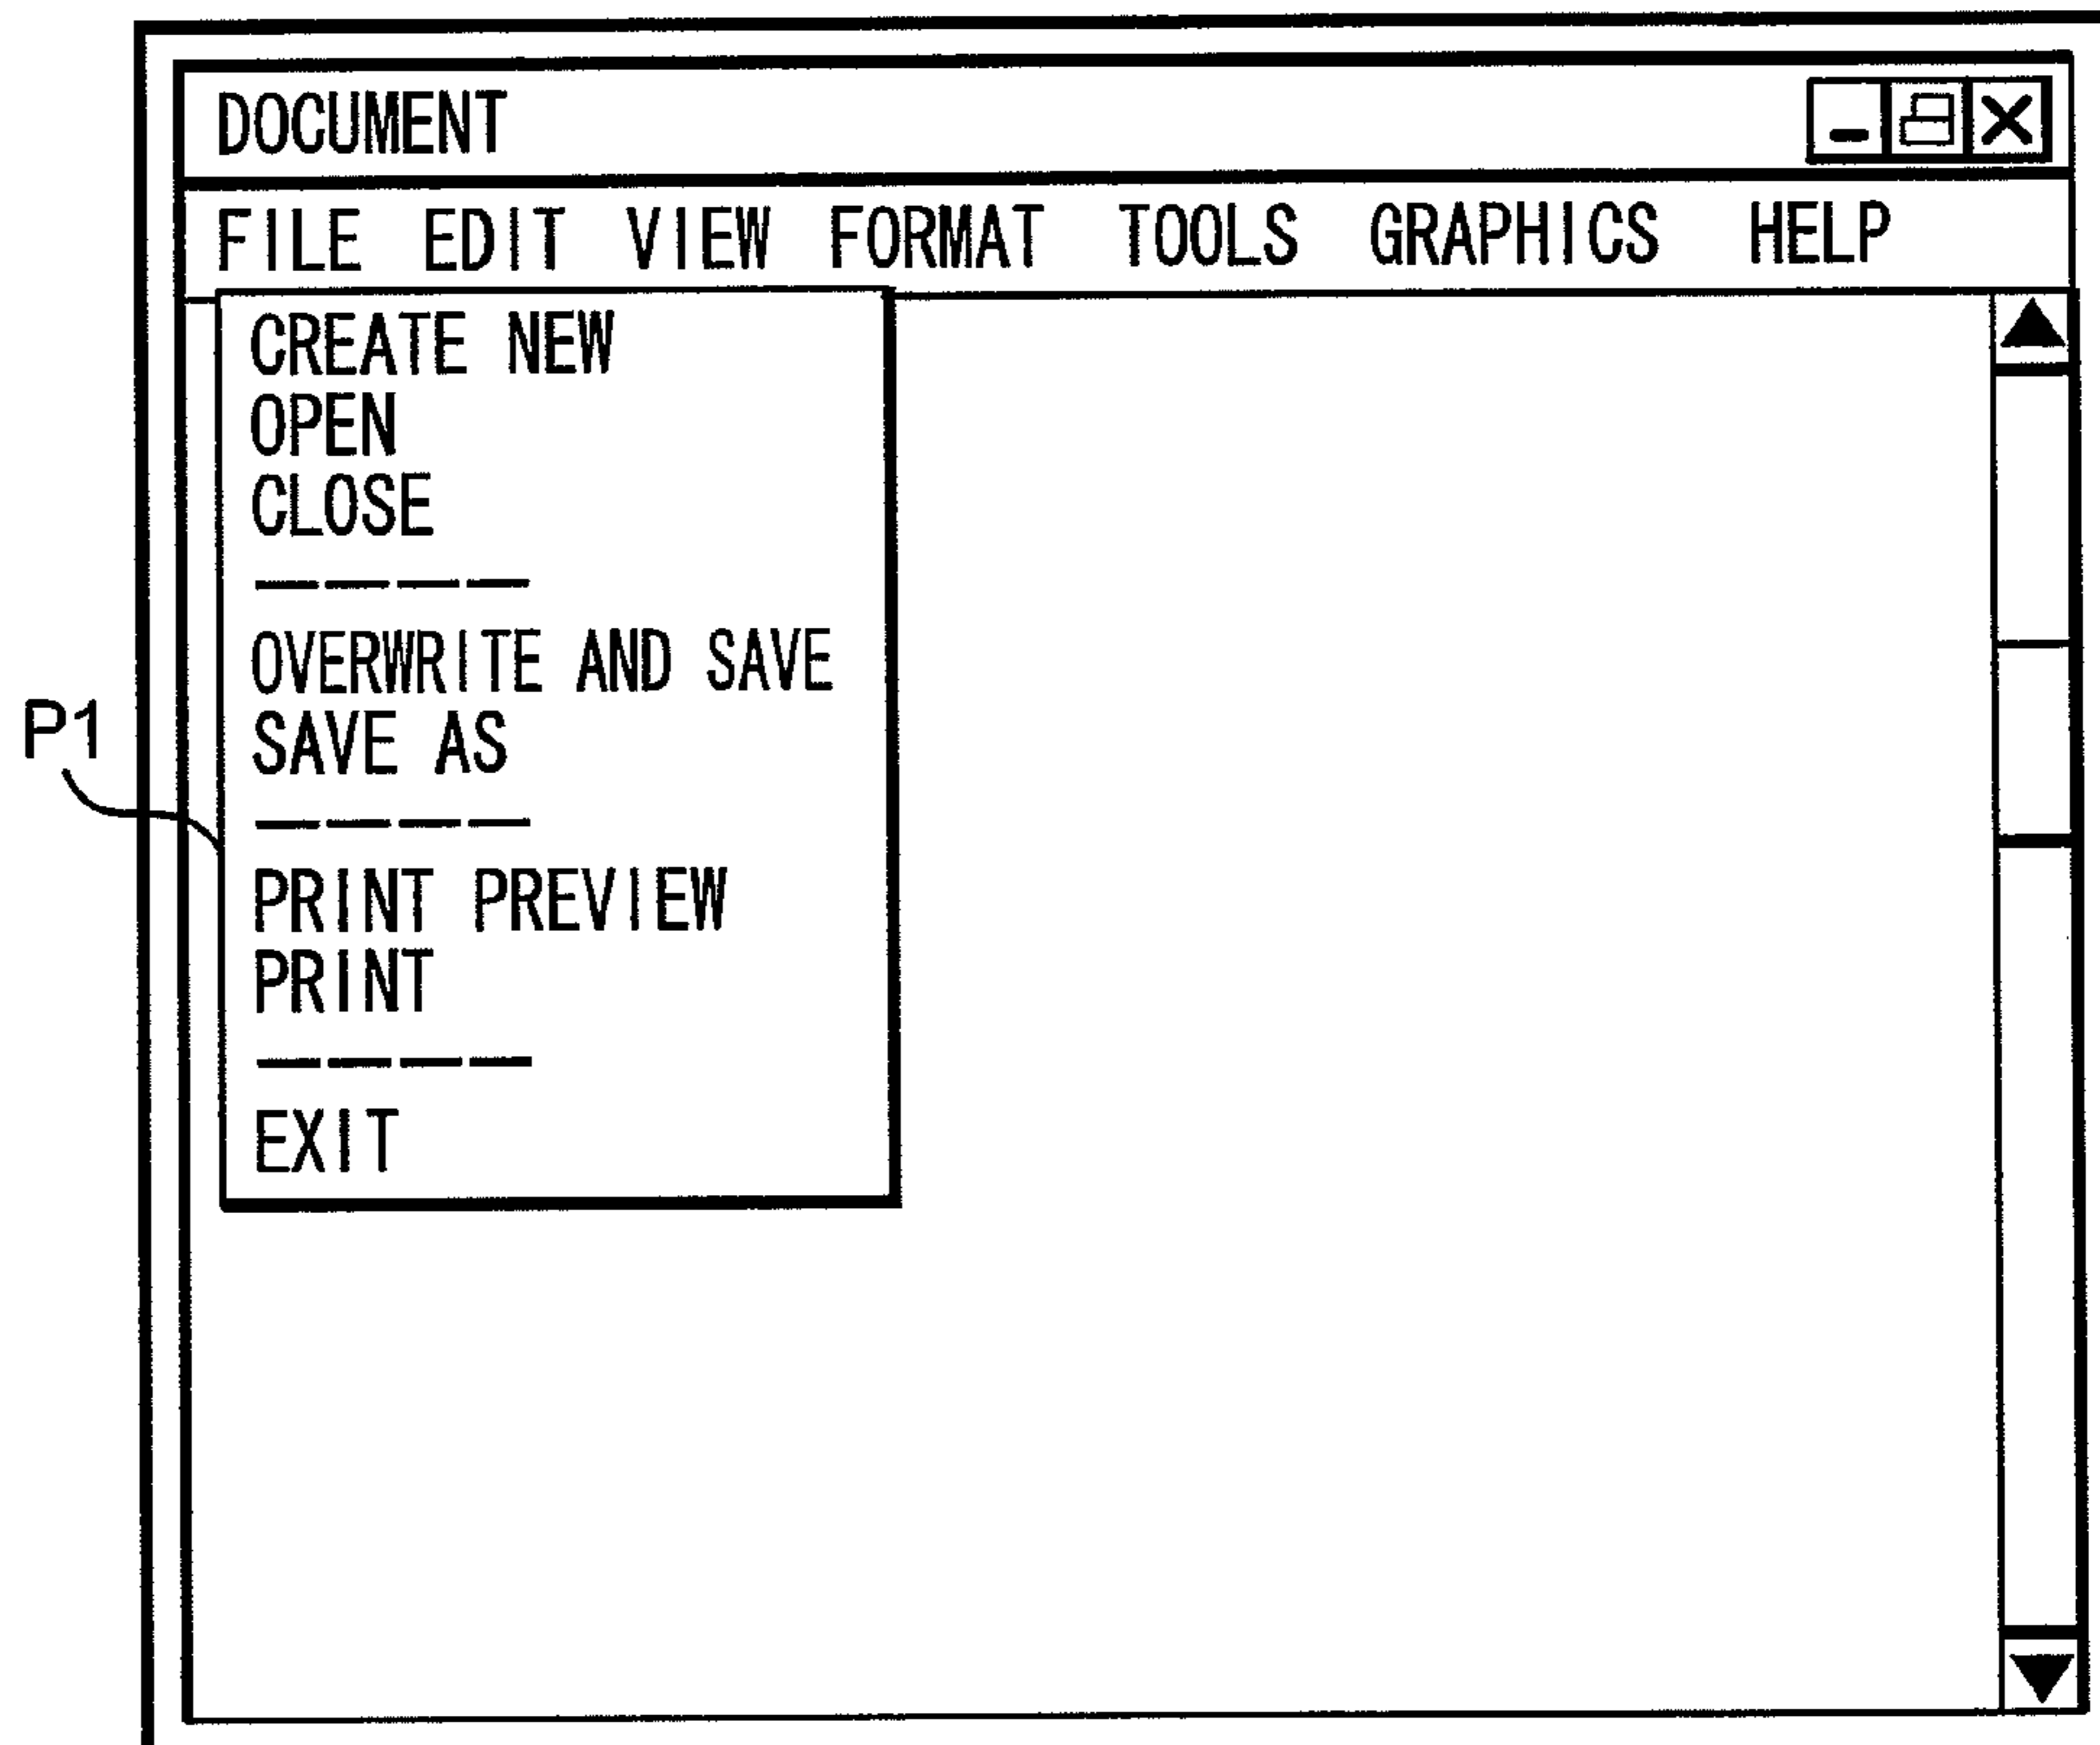 DOCUMENT
FILE EDIT VIEW FORMAT TOOLS GRAPHICS HELP
CREATE NEW
OPEN
CLOSE
----
OVERWRITE AND SAVE
SAVE AS
----
PRINT PREVIEW
PRINT
----
EXIT
P1